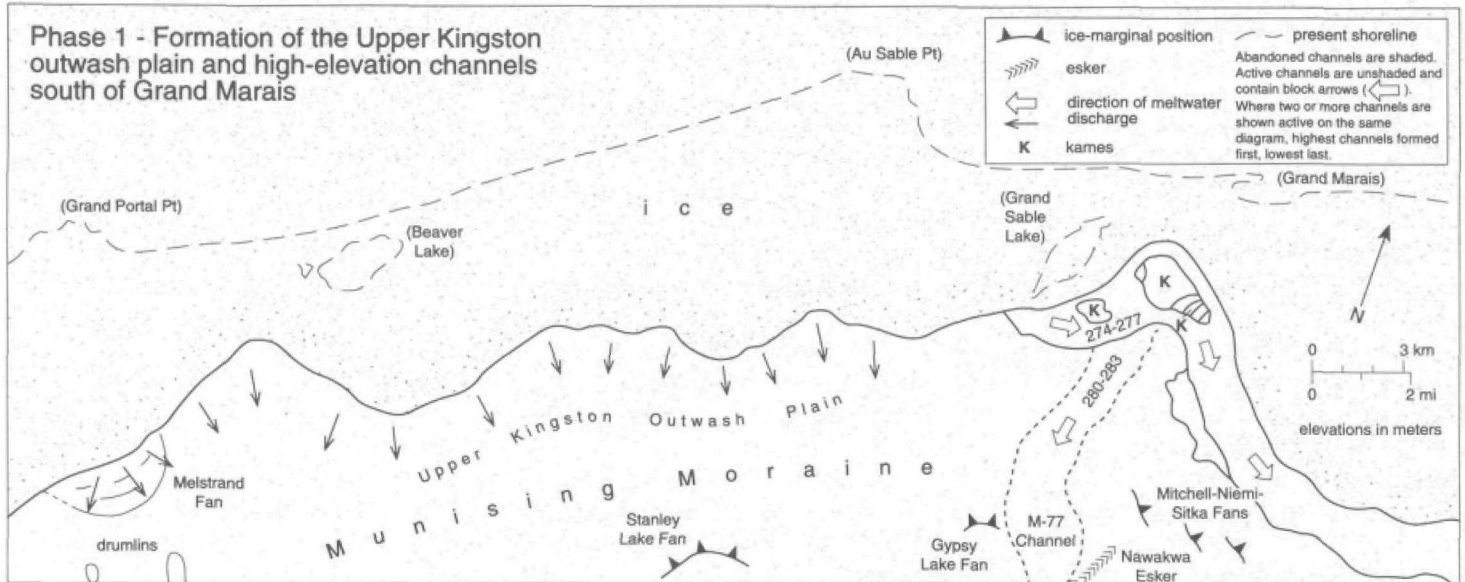 Phase 1 - Formation of the Upper Kingston
outwash plain and high-elevation channels
south of Grand Marais
ice-marginal position
esker
direction of meltwater
discharge
K
kames
present shoreline
Abandoned channels are shaded.
Active channels are unshaded and
contain block arrows ( ).
Where two or more channels are
shown active on the same
diagram, highest channels formed
first, lowest last.
(Au Sable Pt)
(Grand Marais)
(Grand Portal Pt)
(Beaver
Lake)
ice
(Grand
Sable
Lake)
K
K
K
274-277
280-283
N
0 3 km
0 2 mi
elevations in meters
Upper Kingston Outwash Plain
Munising Moraine
Melstrand
Fan
drumlins
Stanley
Lake Fan
Gypsy
Lake Fan
M-77
Channel
Mitchell-Niemi-
Sitka Fans
Nawakwa
Esker